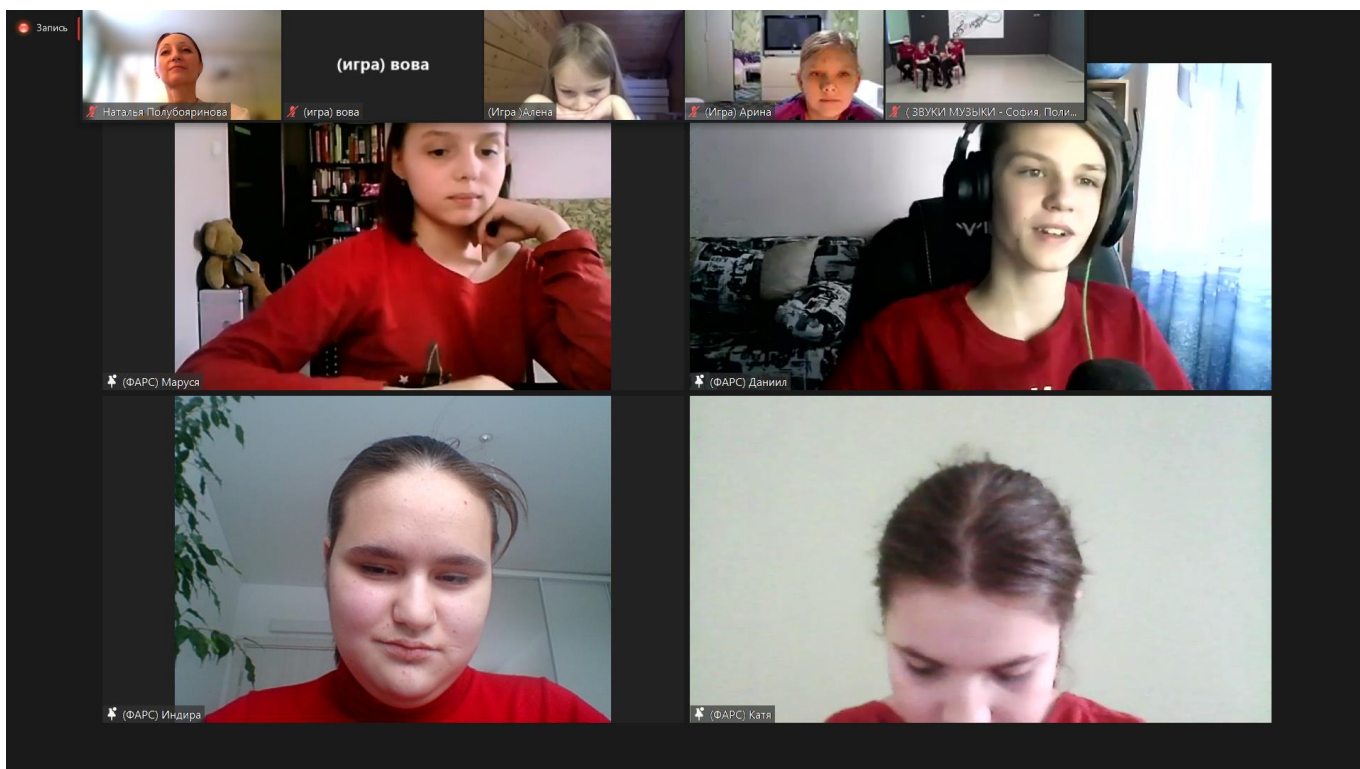 Запись
(игра) вова
Наталья Полубояринова
(игра) вова
(Игра )Алена
(Игра) Арина
( ЗВУКИ МУЗЫКИ - София, Поли...
(ФАРС) Маруся
(ФАРС) Даниил
(ФАРС) Индира
(ФАРС) Катя